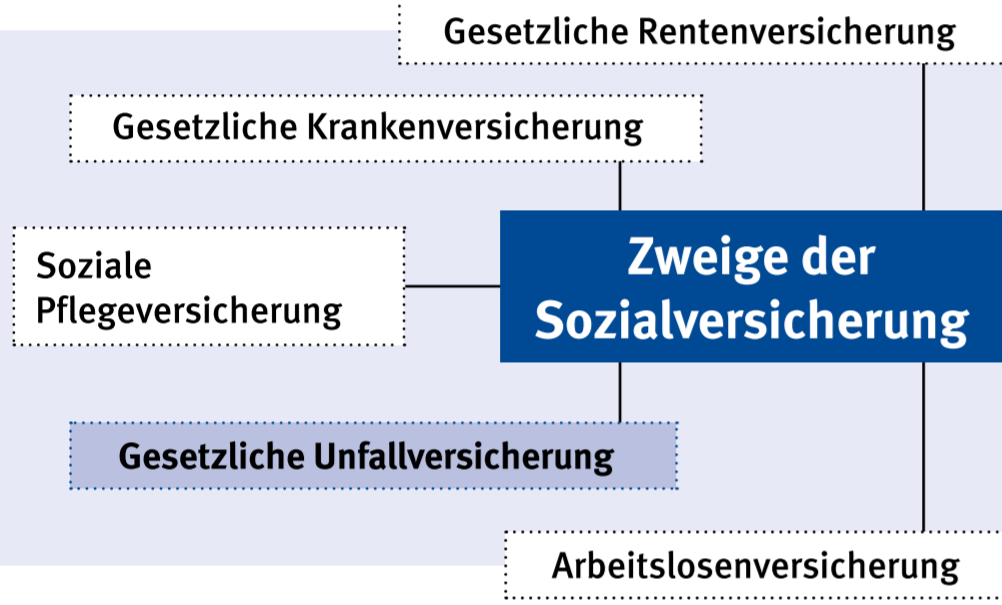 Gesetzliche Rentenversicherung
Gesetzliche Krankenversicherung
Soziale
Pflegeversicherung
Zweige der
Sozialversicherung
Gesetzliche Unfallversicherung
Arbeitslosenversicherung